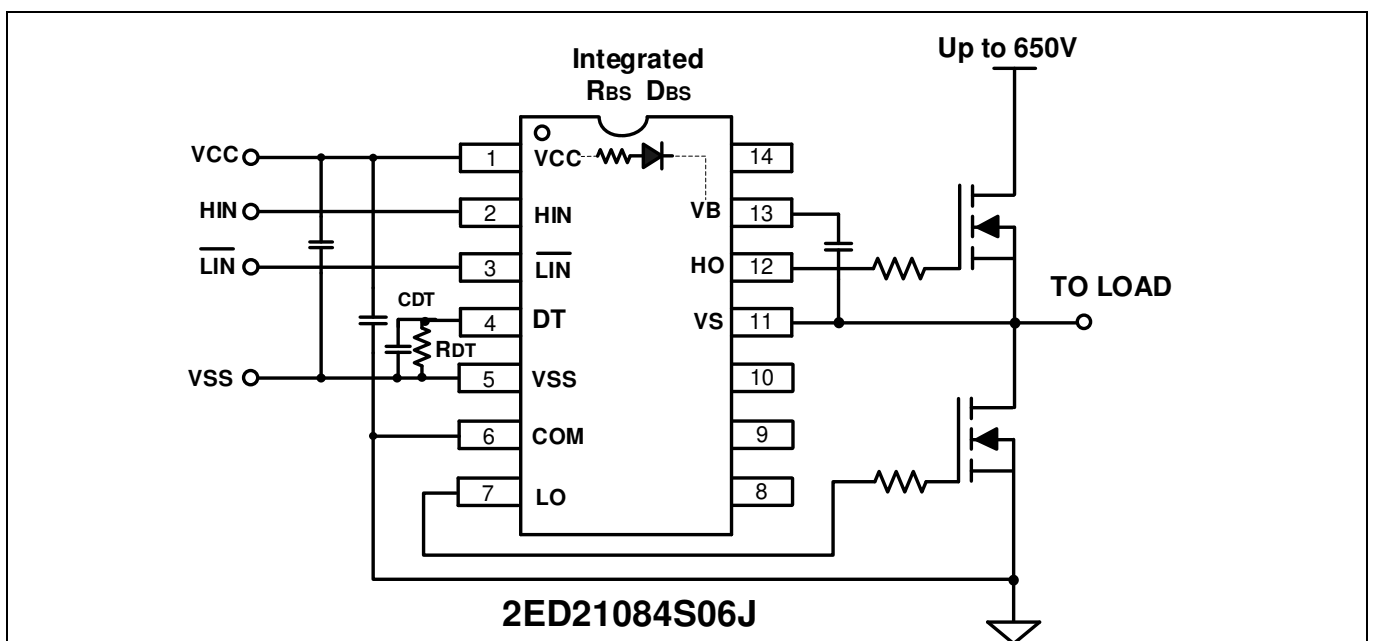 Up to 650V
Integrated
RBS DBS
VCC
1
VCC
14
HIN
2
HIN
VB
13
LIN
3
LIN
HO
12
TO LOAD
CDT
4
DT
VS
11
RDT
VSS
5
VSS
10
6
COM
9
7
LO
8
2ED21084S06J